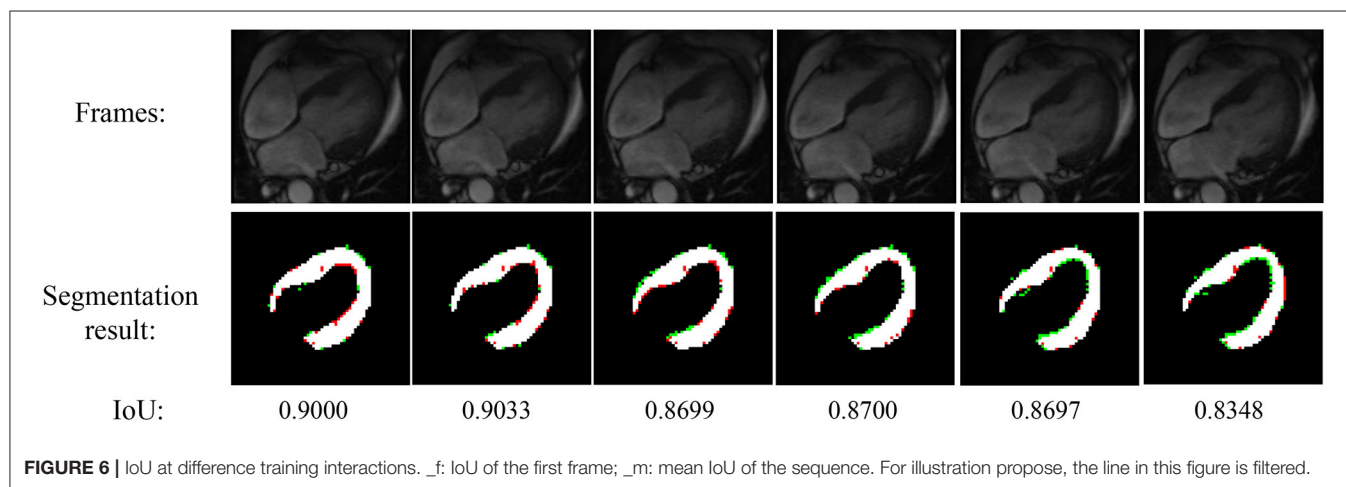 Frames:
Segmentation
result:
IoU: 0.9000 0.9033 0.8699 0.8700 0.8697 0.8348
FIGURE 6 | IoU at difference training interactions. _f: IoU of the first frame; _m: mean IoU of the sequence. For illustration propose, the line in this figure is filtered.